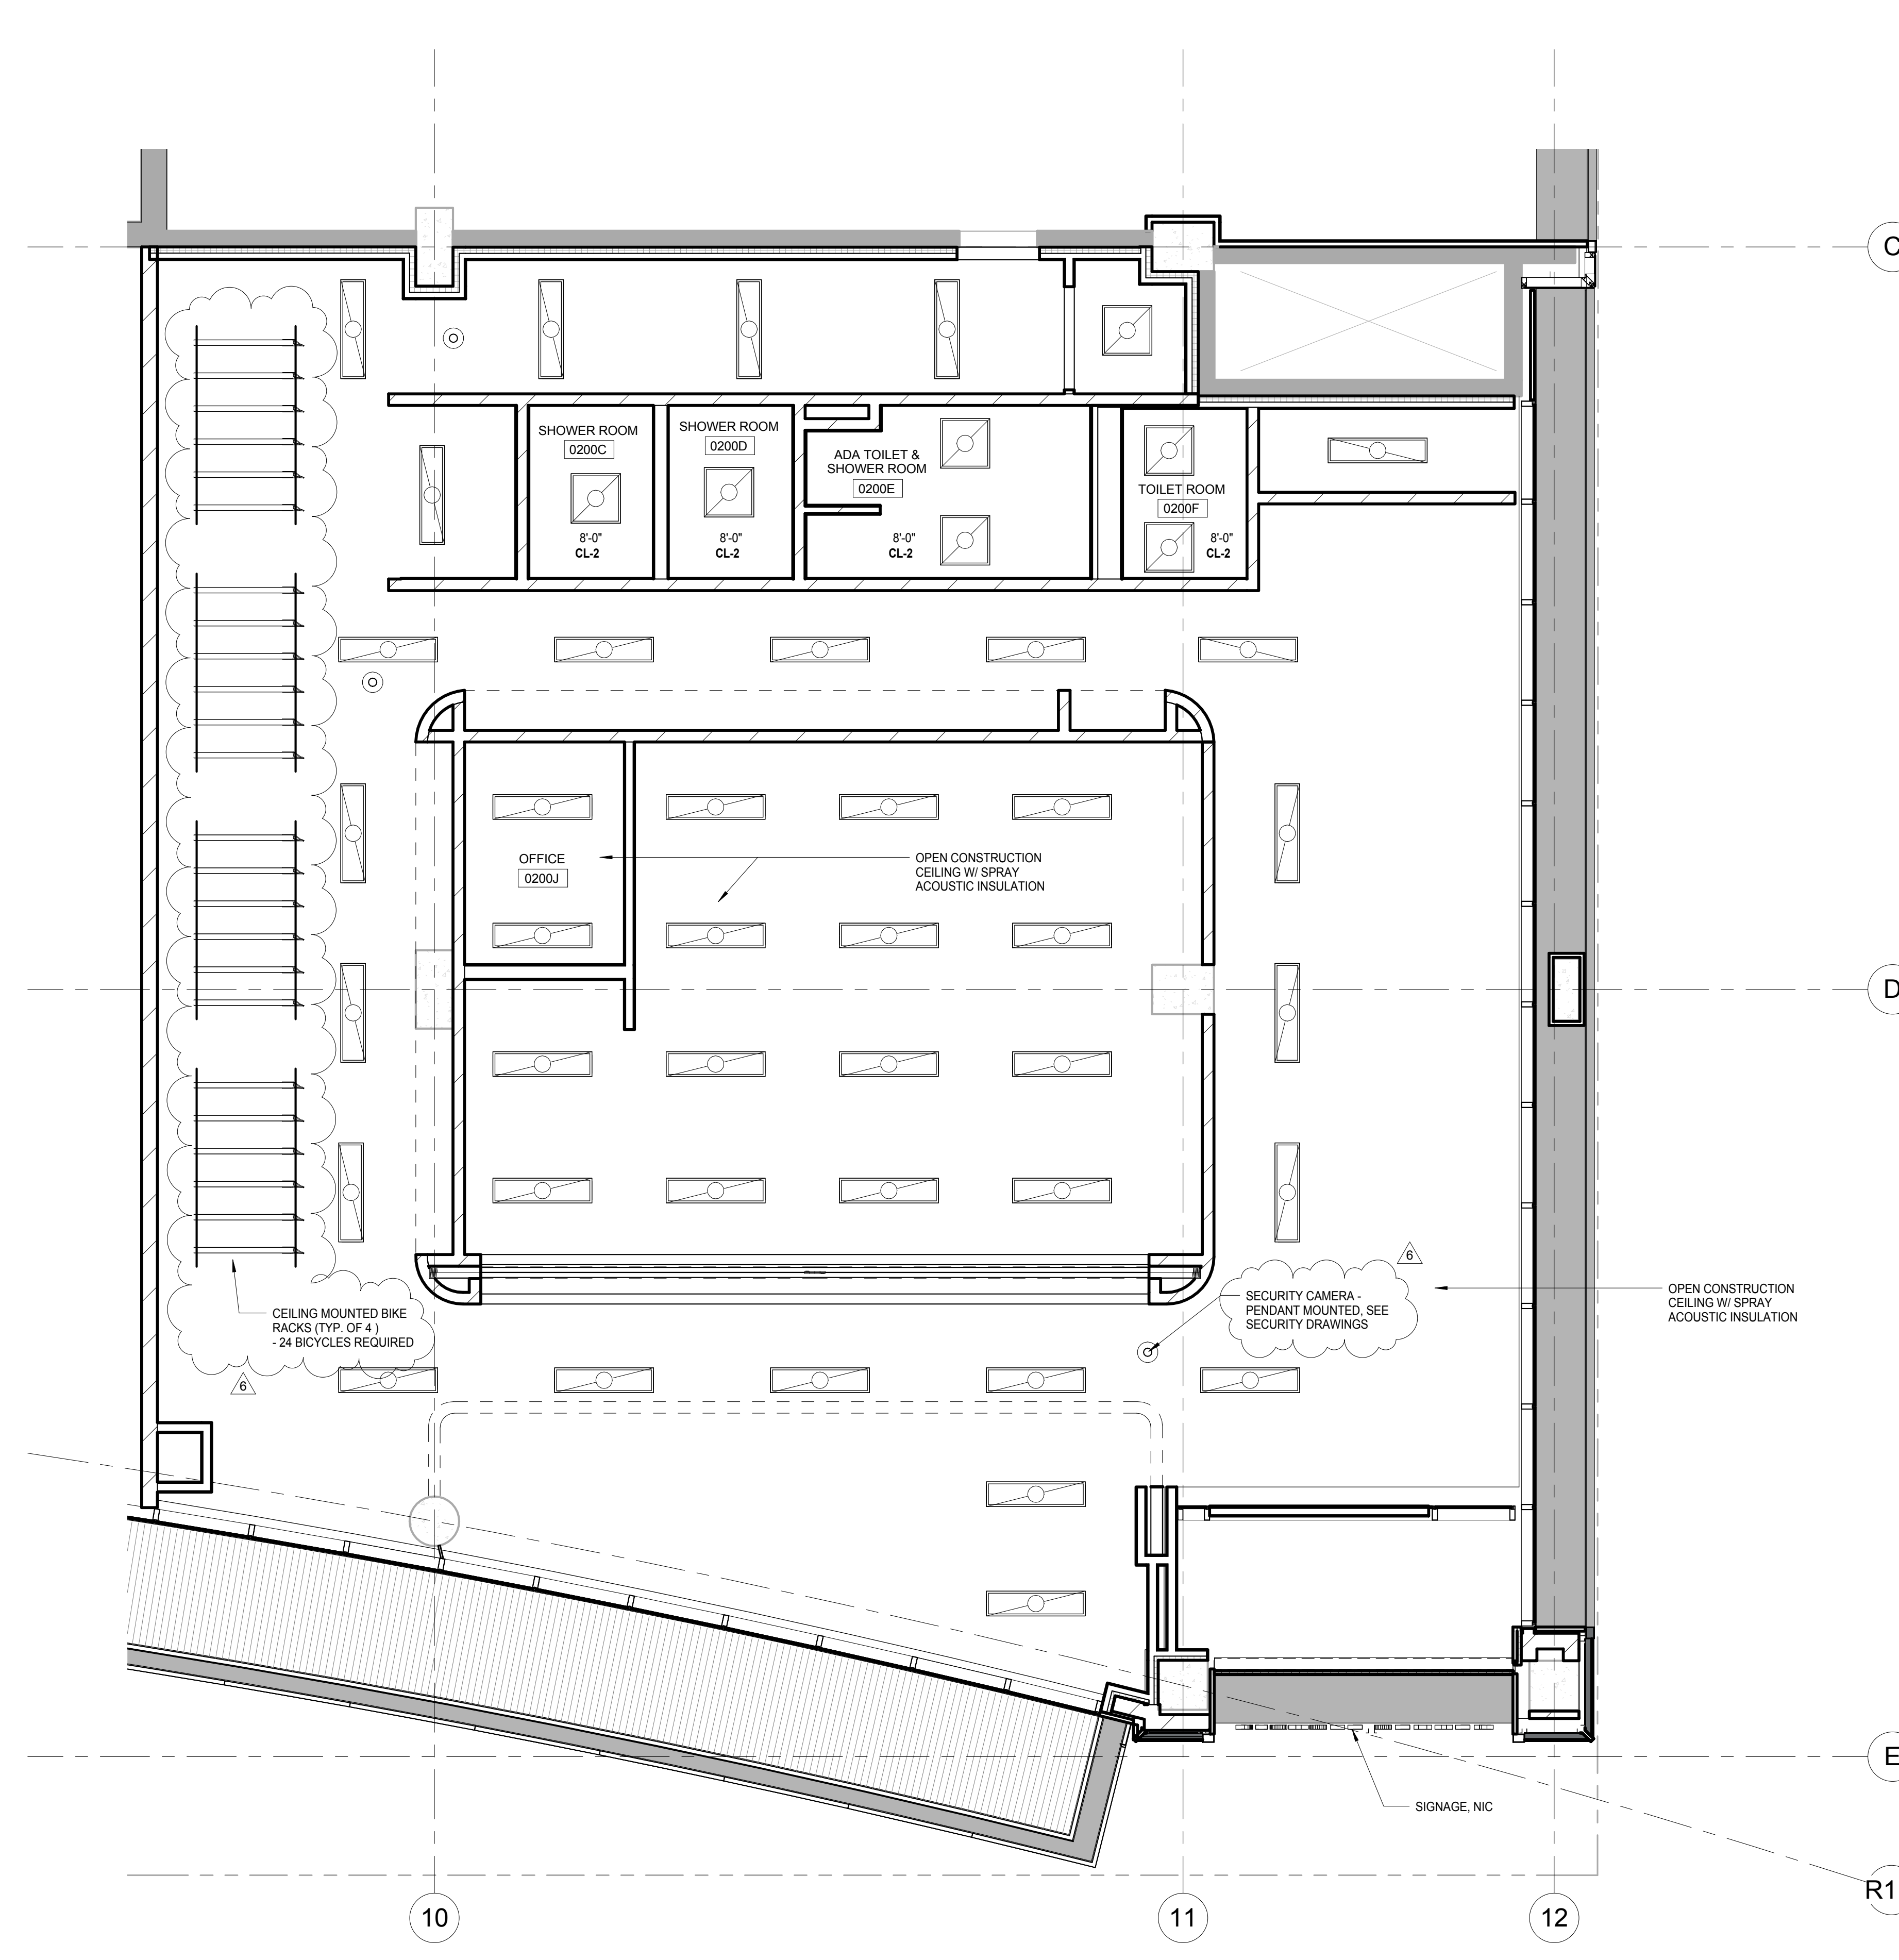 C
SHOWER ROOM
0200C
8'-0"
CL-2
SHOWER ROOM
0200D
8'-0"
CL-2
ADA TOILET &
SHOWER ROOM
0200E
8'-0"
CL-2
TOILET ROOM
0200F
8'-0"
CL-2
OFFICE
0200J
OPEN CONSTRUCTION
CEILING W/ SPRAY
ACOUSTIC INSULATION
D
6
SECURITY CAMERA -
PENDANT MOUNTED, SEE
SECURITY DRAWINGS
OPEN CONSTRUCTION
CEILING W/ SPRAY
ACOUSTIC INSULATION
CEILING MOUNTED BIKE
RACKS (TYP. OF 4 )
- 24 BICYCLES REQUIRED
6
E
SIGNAGE, NIC
R1
10
11
12